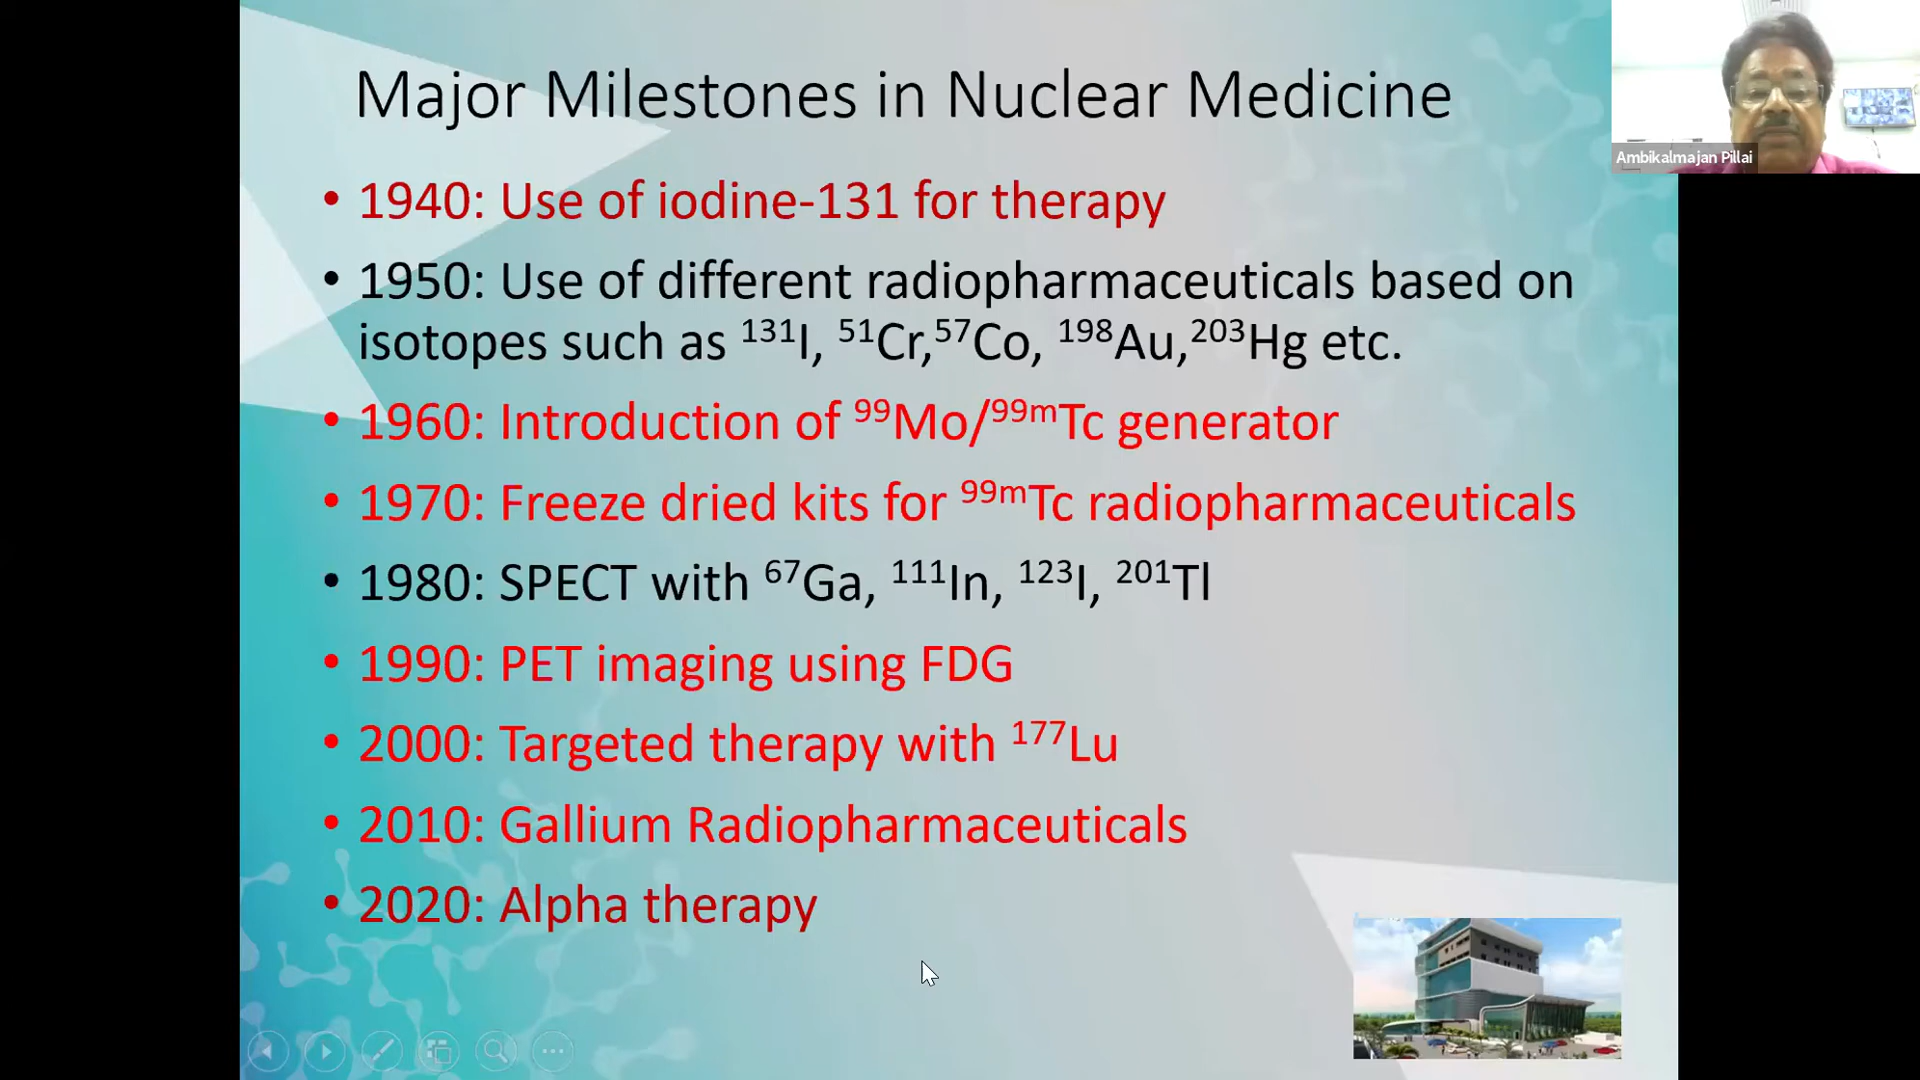 Major Milestones in Nuclear Medicine
Ambikalmajan Pillai
• 1940: Use of iodine-131 for therapy
• 1950: Use of different radiopharmaceuticals based on
isotopes such as ¹³¹I, ⁵¹Cr,⁵⁷Co, ¹⁹⁸Au,²⁰³Hg etc.
• 1960: Introduction of ⁹⁹Mo/⁹⁹ᵐTc generator
• 1970: Freeze dried kits for ⁹⁹ᵐTc radiopharmaceuticals
• 1980: SPECT with ⁶⁷Ga, ¹¹¹In, ¹²³I, ²⁰¹Tl
• 1990: PET imaging using FDG
• 2000: Targeted therapy with ¹⁷⁷Lu
• 2010: Gallium Radiopharmaceuticals
• 2020: Alpha therapy